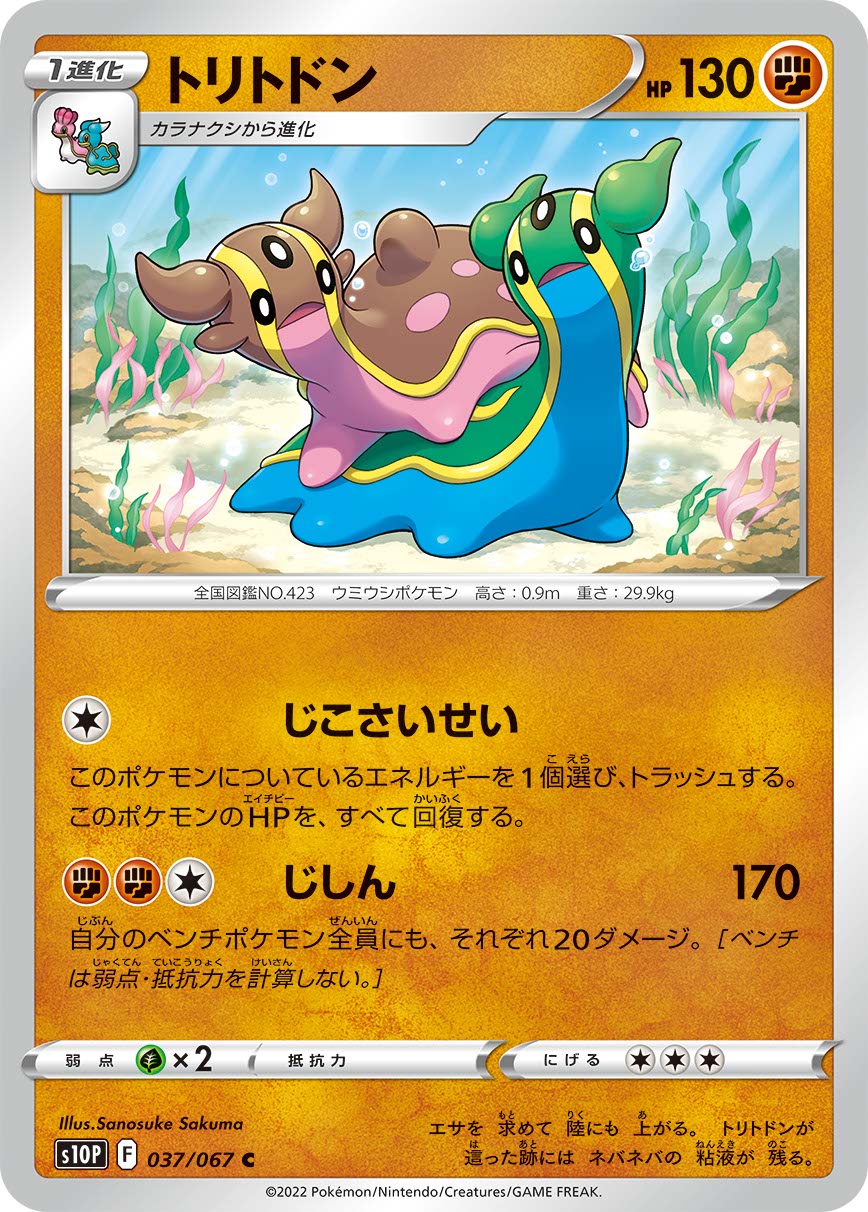 1進化
トリトドン
HP 130
カラナクシから進化
全国図鑑NO.423 ウミウシポケモン 高さ：0.9m 重さ：29.9kg
じこさいせい
このポケモンについているエネルギーを1個選び、トラッシュする。
このポケモンのHPを、すべて回復する。
じしん 170
自分のベンチポケモン全員にも、それぞれ20ダメージ。［ベンチ
は弱点・抵抗力を計算しない。］
弱点 ×2 抵抗力 にげる
Illus.Sanosuke Sakuma
エサを 求めて 陸にも 上がる。 トリトドンが
這った跡には ネバネバの 粘液が 残る。
s10P F 037/067 C
©2022 Pokémon/Nintendo/Creatures/GAME FREAK.